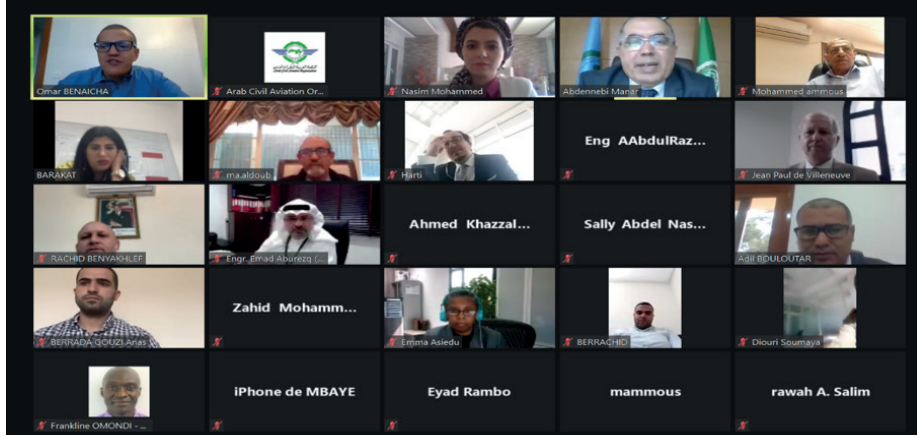 Omar BENAICHA
Arab Civil Aviation Or...
Nasim Mohammed
Abdennebi Manar
Mohammed ammous
BARAKAT
ma.aldoub
Harti
Eng AAbdulRaz...
Jean Paul de Villeneuve
RACHID BENYAKHLEF
Engr. Emad Aburezq (...
Ahmed Khazzal...
Sally Abdel Nas...
Adil BOULOUTAR
BERRADA GOUZI Anas
Zahid Mohamm...
Emma Asiedu
BERRACHID
Diouri Soumaya
Frankline OMONDI - ...
iPhone de MBAYE
Eyad Rambo
mammous
rawah A. Salim